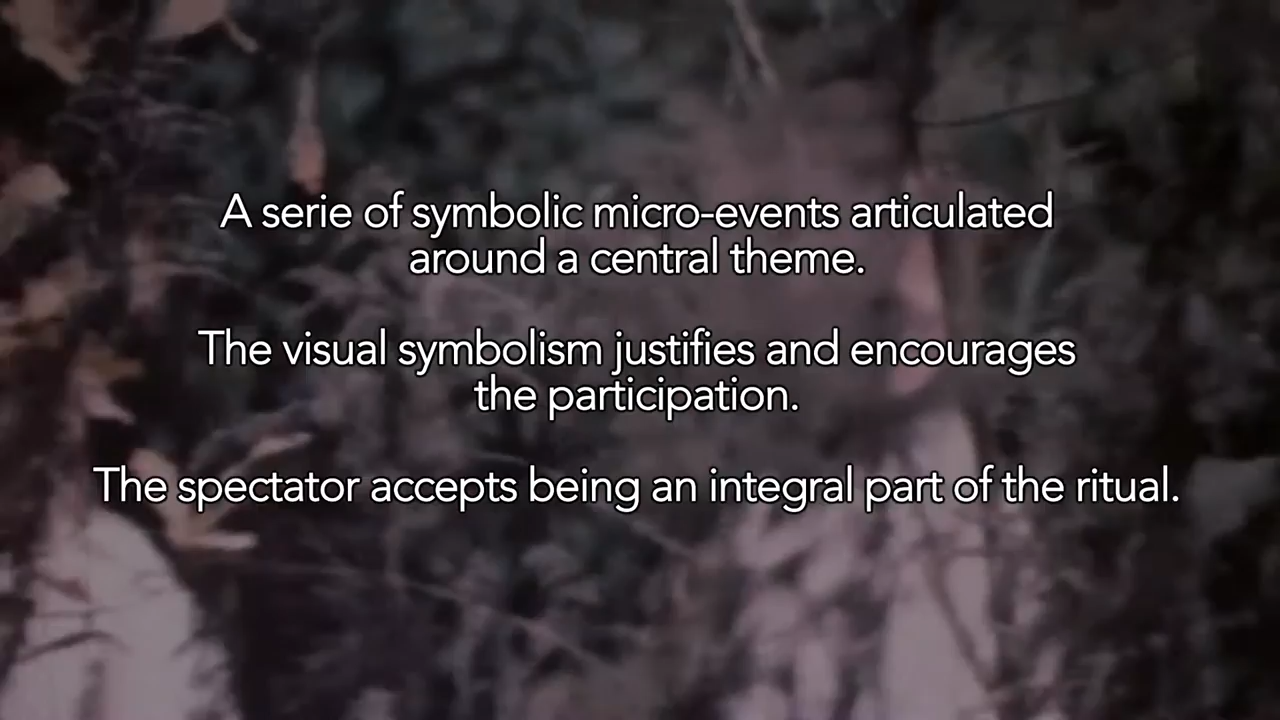 A serie of symbolic micro-events articulated
around a central theme.
The visual symbolism justifies and encourages
the participation.
The spectator accepts being an integral part of the ritual.